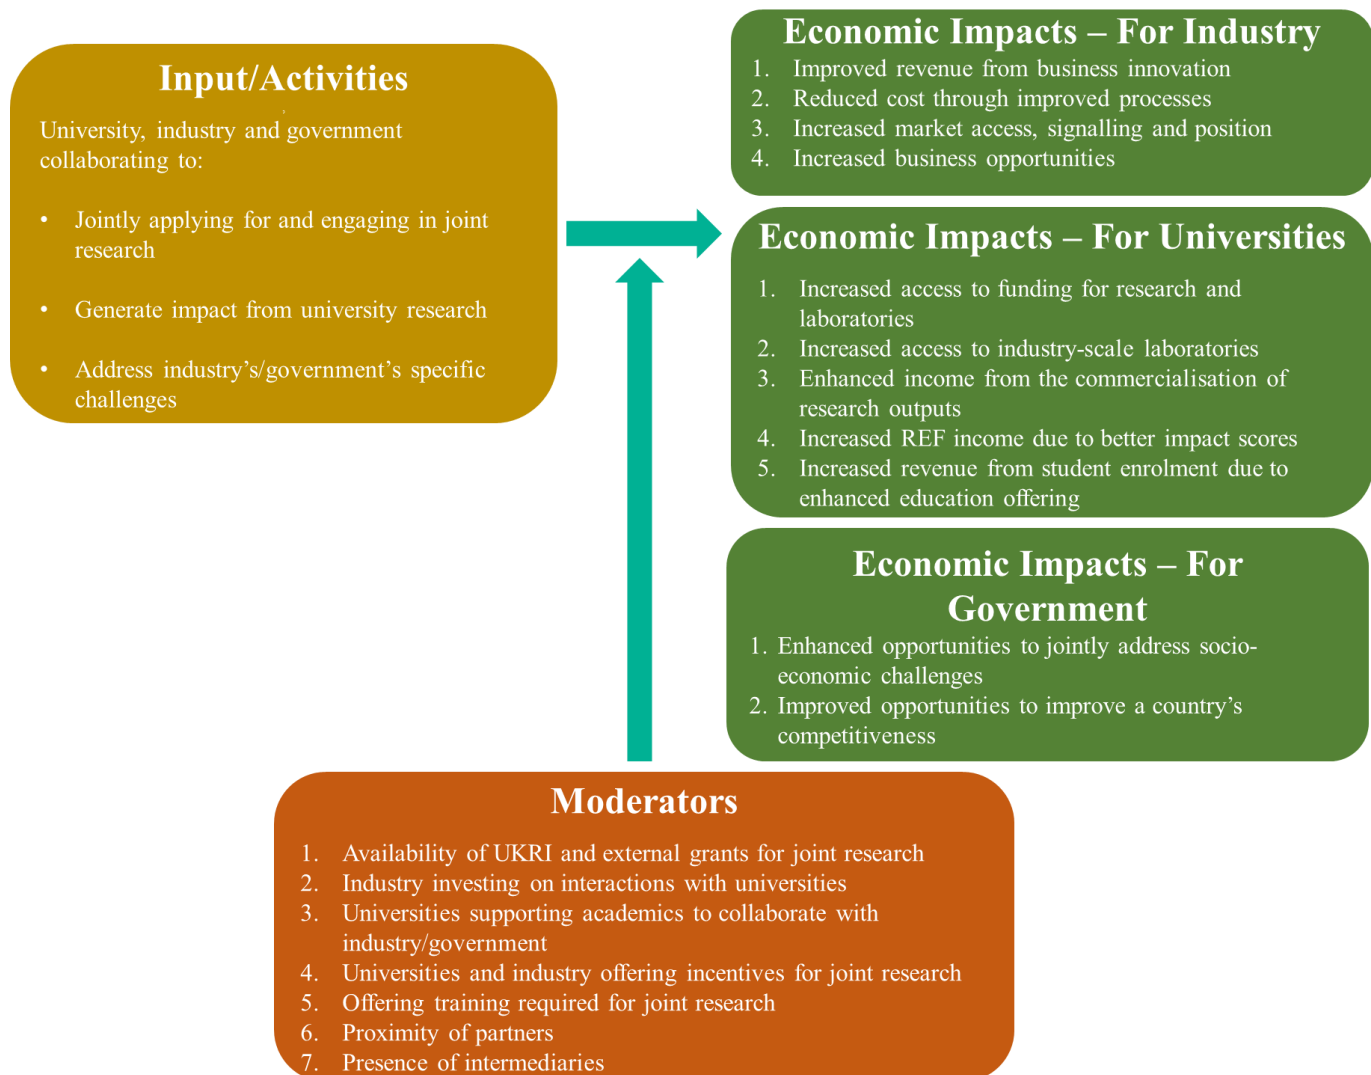 Input/Activities
University, industry and government
collaborating to:
• Jointly applying for and engaging in joint
research
• Generate impact from university research
• Address industry’s/government’s specific
challenges
Economic Impacts – For Industry
1. Improved revenue from business innovation
2. Reduced cost through improved processes
3. Increased market access, signalling and position
4. Increased business opportunities
Economic Impacts – For Universities
1. Increased access to funding for research and
laboratories
2. Increased access to industry-scale laboratories
3. Enhanced income from the commercialisation of
research outputs
4. Increased REF income due to better impact scores
5. Increased revenue from student enrolment due to
enhanced education offering
Economic Impacts – For
Government
1. Enhanced opportunities to jointly address socio-
economic challenges
2. Improved opportunities to improve a country’s
competitiveness
Moderators
1. Availability of UKRI and external grants for joint research
2. Industry investing on interactions with universities
3. Universities supporting academics to collaborate with
industry/government
4. Universities and industry offering incentives for joint research
5. Offering training required for joint research
6. Proximity of partners
7. Presence of intermediaries